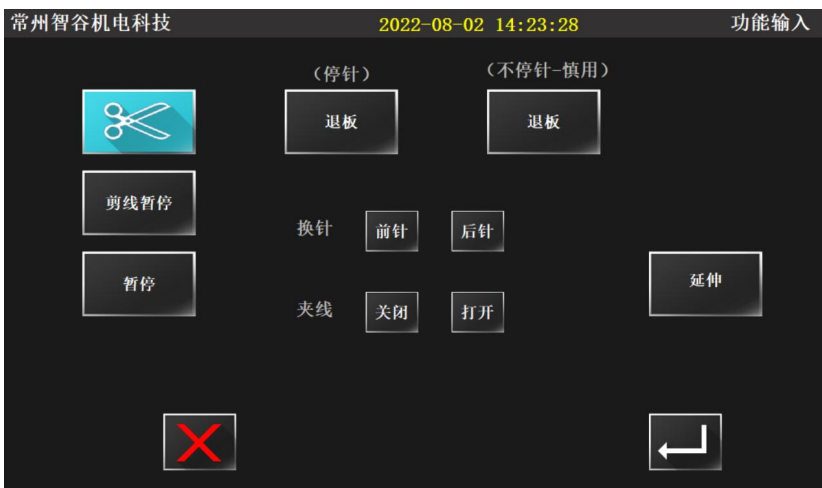 常州智谷机电科技 2022-08-02 14:23:28 功能输入
（停针） （不停针-慎用）
退板 退板
剪线暂停
换针 前针 后针
暂停 延伸
夹线 关闭 打开